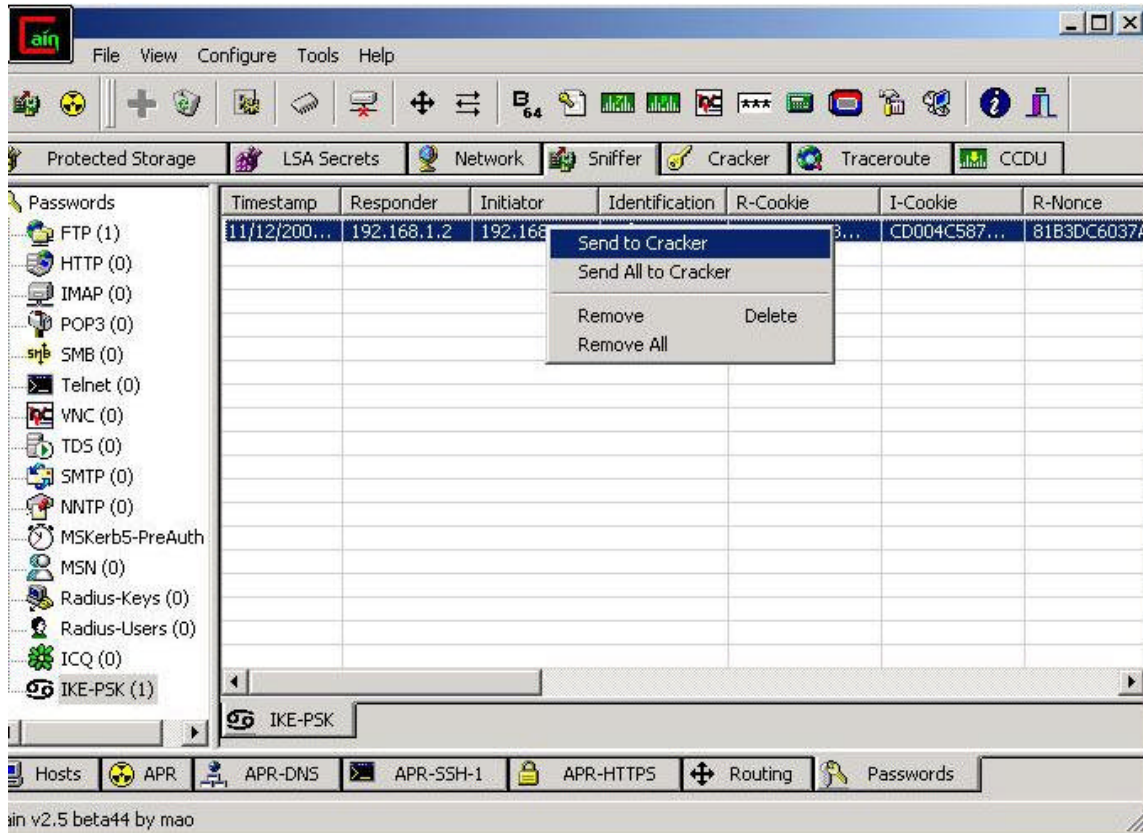 Cain
File View Configure Tools Help
B
64
***
Protected Storage LSA Secrets Network Sniffer Cracker Traceroute CCDU
Passwords
FTP (1)
HTTP (0)
IMAP (0)
POP3 (0)
SMB (0)
Telnet (0)
VNC (0)
TDS (0)
SMTP (0)
NNTP (0)
MSKerb5-PreAuth
MSN (0)
Radius-Keys (0)
Radius-Users (0)
ICQ (0)
IKE-PSK (1)
Timestamp Responder Initiator Identification R-Cookie I-Cookie R-Nonce
11/12/200... 192.168.1.2 192.168 3... CD004C587... 81B3DC6037
Send to Cracker
Send All to Cracker
Remove Delete
Remove All
IKE-PSK
Hosts APR APR-DNS APR-SSH-1 APR-HTTPS Routing Passwords
ain v2.5 beta44 by mao